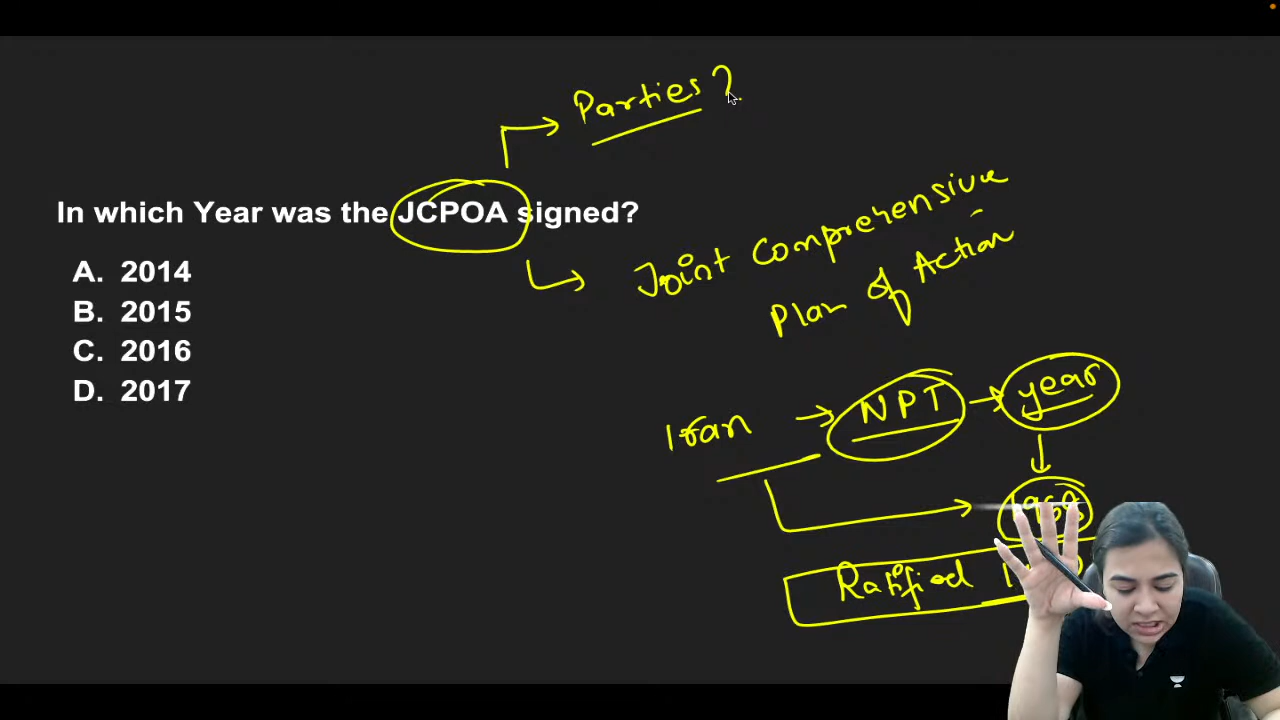 Parties ?
In which Year was the JCPOA signed?
Joint Comprehensive
Plan of Action
A. 2014
B. 2015
C. 2016
D. 2017
Iran → NPT → year
1968
Ratified